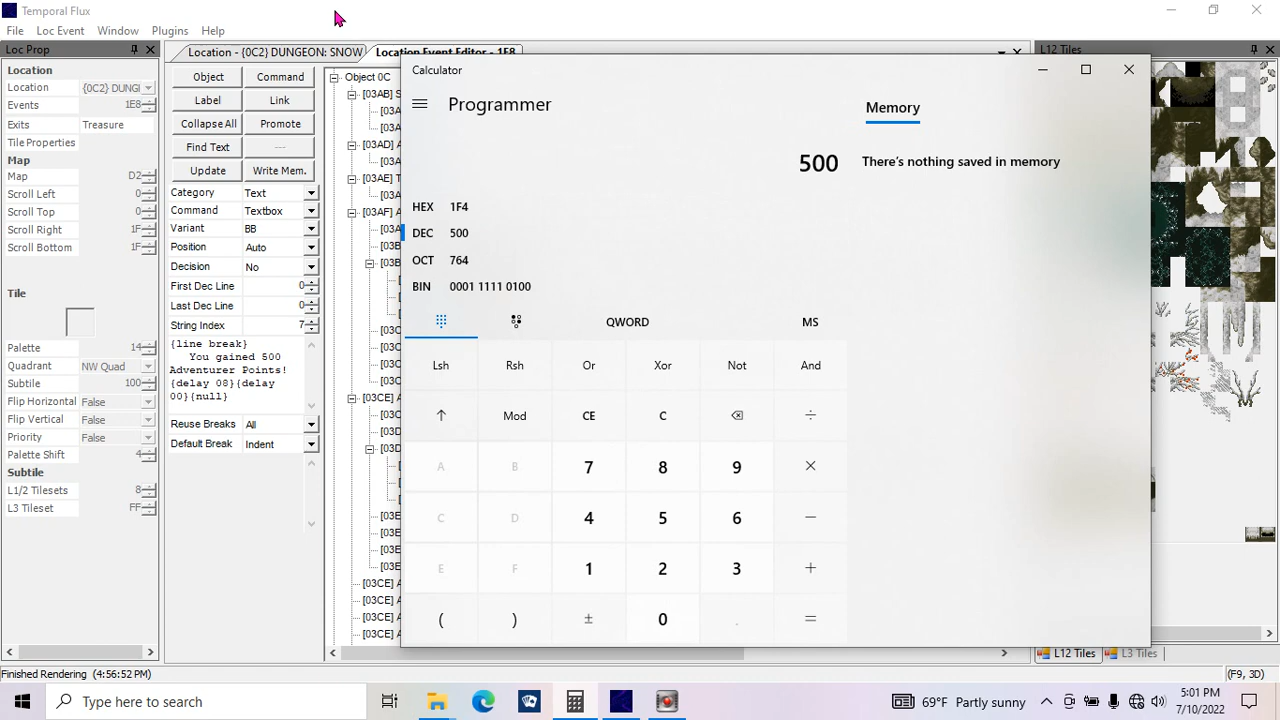 Temporal Flux
File Loc Event Window Plugins Help
Loc Prop
Location - {0C2} DUNGEON: SNOW
Location Event Editor - 1E8
L12 Tiles
Location
Location {0C2} DUNGI
Events 1E8
Exits Treasure
Tile Properties
Map
Map D2
Scroll Left 0
Scroll Top 0
Scroll Right 1F
Scroll Bottom 1F
Tile
Palette 14
Quadrant NW Quad
Subtile 100
Flip Horizontal False
Flip Vertical False
Priority False
Palette Shift 4
Subtile
L1/2 Tilesets 8
L3 Tileset FF
Object Command
Label Link
Collapse All Promote
Find Text ---
Update Write Mem.
Category Text
Command Textbox
Variant BB
Position Auto
Decision No
First Dec Line 0
Last Dec Line 0
String Index 7
{line break}
You gained 500
Adventurer Points!
{delay 08}{delay
00}{null}
Reuse Breaks All
Default Break Indent
Object 0C
[03AB] S
[03AD] A
[03AE] T
[03AF] A
[03CE] A
[03CE] A
[03CE] A
[03CE] A
Calculator
Programmer
Memory
500
There's nothing saved in memory
HEX 1F4
DEC 500
OCT 764
BIN 0001 1111 0100
QWORD MS
Lsh Rsh Or Xor Not And
↑ Mod CE C ⌫ ÷
A B 7 8 9 ×
C D 4 5 6 −
E F 1 2 3 +
( ) ± 0 . =
L12 Tiles L3 Tiles
Finished Rendering (4:56:52 PM)
(F9, 3D)
Type here to search
69°F Partly sunny
5:01 PM
7/10/2022